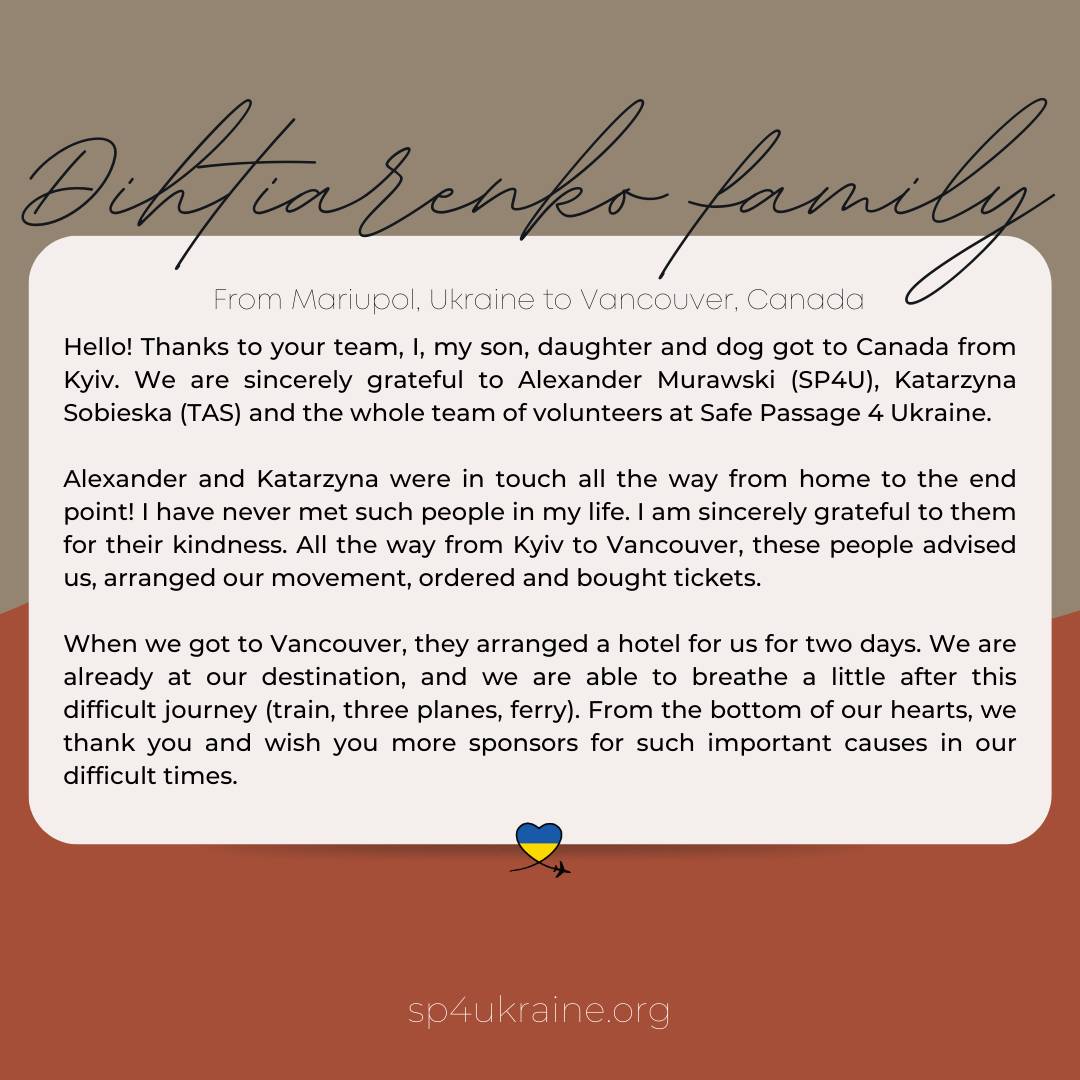 Dihtiarenko family
From Mariupol, Ukraine to Vancouver, Canada
Hello! Thanks to your team, I, my son, daughter and dog got to Canada from
Kyiv. We are sincerely grateful to Alexander Murawski (SP4U), Katarzyna
Sobieska (TAS) and the whole team of volunteers at Safe Passage 4 Ukraine.
Alexander and Katarzyna were in touch all the way from home to the end
point! I have never met such people in my life. I am sincerely grateful to them
for their kindness. All the way from Kyiv to Vancouver, these people advised
us, arranged our movement, ordered and bought tickets.
When we got to Vancouver, they arranged a hotel for us for two days. We are
already at our destination, and we are able to breathe a little after this
difficult journey (train, three planes, ferry). From the bottom of our hearts, we
thank you and wish you more sponsors for such important causes in our
difficult times.
sp4ukraine.org